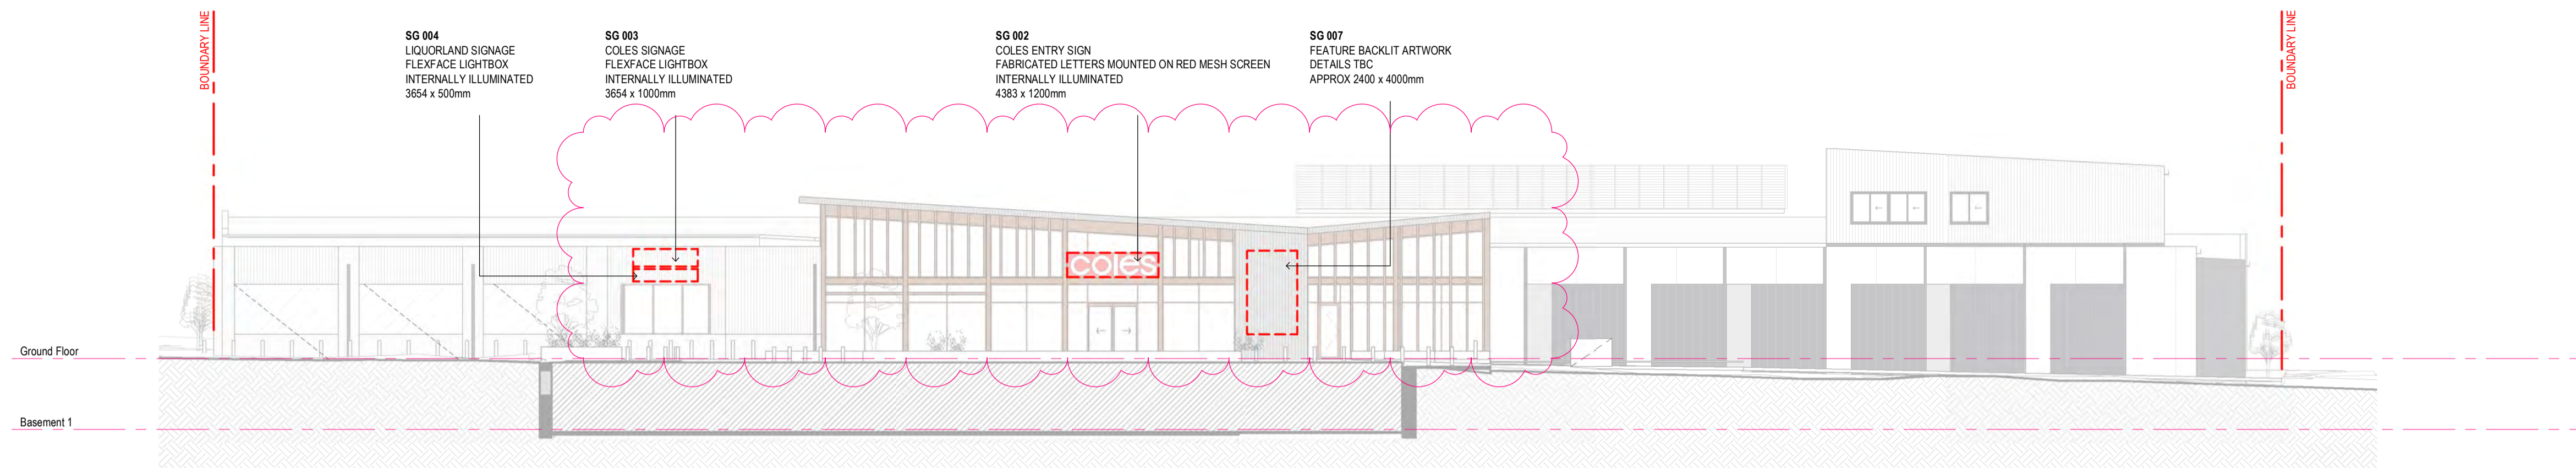 BOUNDARY LINE
SG 004
LIQUORLAND SIGNAGE
FLEXFACE LIGHTBOX
INTERNALLY ILLUMINATED
3654 x 500mm
SG 003
COLES SIGNAGE
FLEXFACE LIGHTBOX
INTERNALLY ILLUMINATED
3654 x 1000mm
SG 002
COLES ENTRY SIGN
FABRICATED LETTERS MOUNTED ON RED MESH SCREEN
INTERNALLY ILLUMINATED
4383 x 1200mm
SG 007
FEATURE BACKLIT ARTWORK
DETAILS TBC
APPROX 2400 x 4000mm
BOUNDARY LINE
coles
Ground Floor
Basement 1